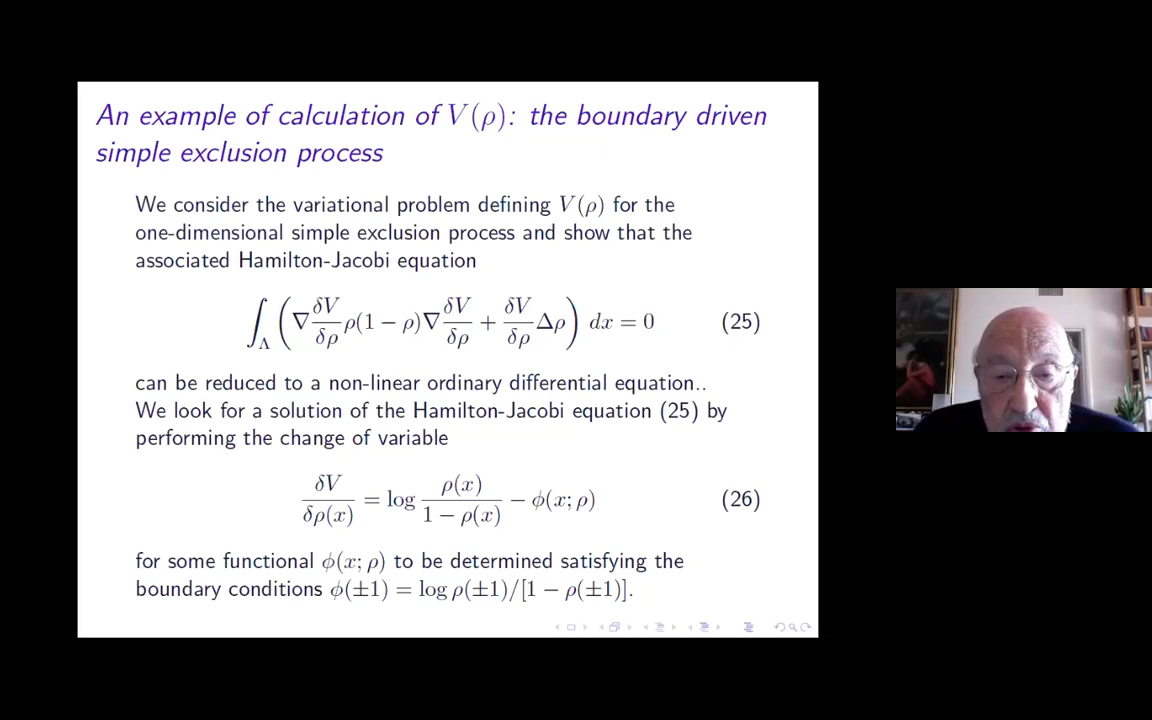 An example of calculation of V(ρ): the boundary driven
simple exclusion process
We consider the variational problem defining V(ρ) for the
one-dimensional simple exclusion process and show that the
associated Hamilton-Jacobi equation
∫_Λ (∇ δV/δρ ρ(1 − ρ)∇ δV/δρ + δV/δρ Δρ) dx = 0 (25)
can be reduced to a non-linear ordinary differential equation..
We look for a solution of the Hamilton-Jacobi equation (25) by
performing the change of variable
δV/δρ(x) = log ρ(x)/1 − ρ(x) − ϕ(x; ρ) (26)
for some functional ϕ(x; ρ) to be determined satisfying the
boundary conditions ϕ(±1) = log ρ(±1)/[1 − ρ(±1)].